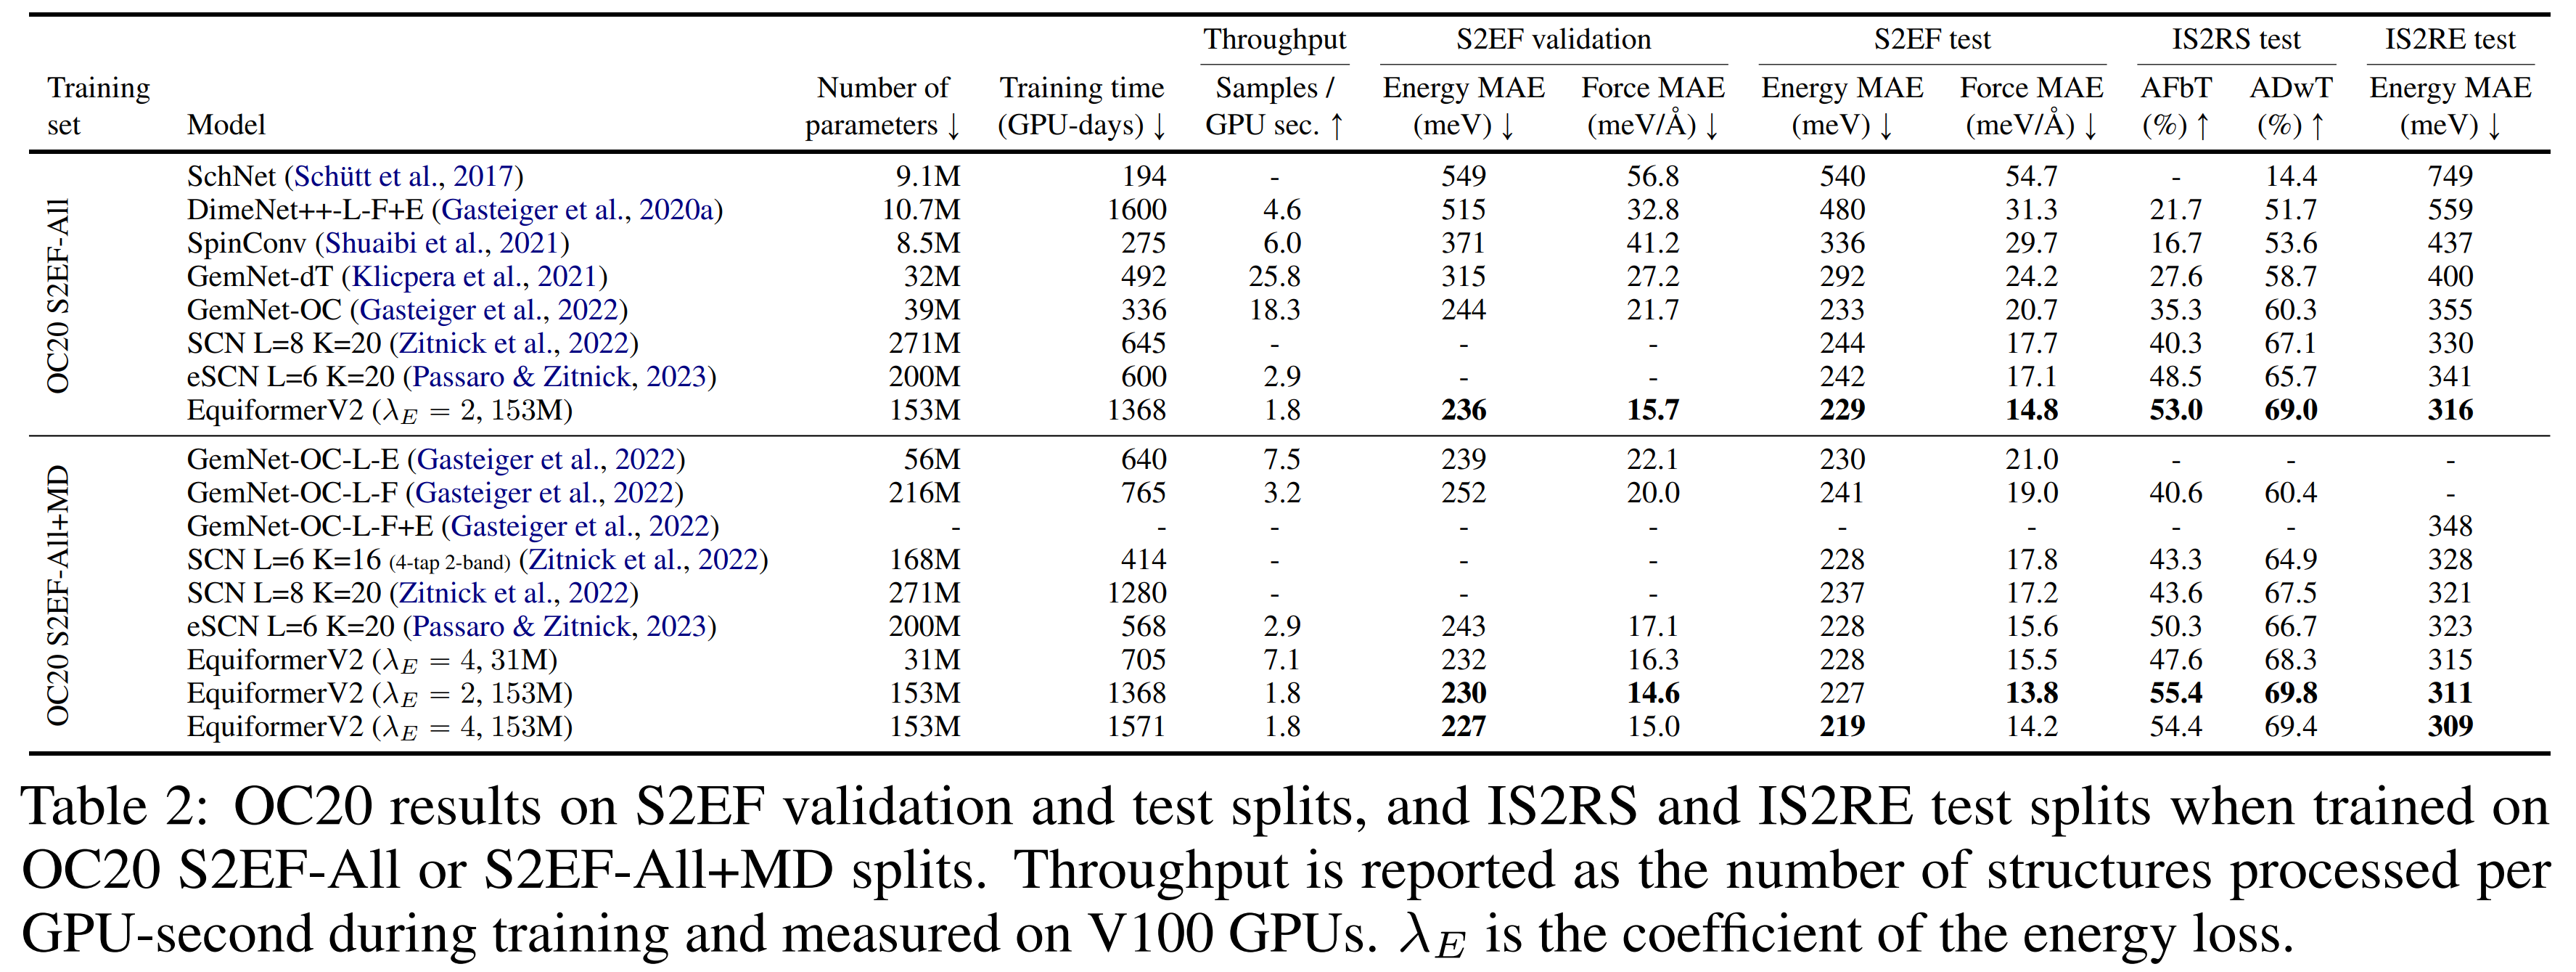 Throughput S2EF validation S2EF test IS2RS test IS2RE test
Training Number of Training time Samples / Energy MAE Force MAE Energy MAE Force MAE AFbT ADwT Energy MAE
set Model parameters ↓ (GPU-days) ↓ GPU sec. ↑ (meV) ↓ (meV/Å) ↓ (meV) ↓ (meV/Å) ↓ (%) ↑ (%) ↑ (meV) ↓
OC20 S2EF-All
SchNet (Schütt et al., 2017) 9.1M 194 - 549 56.8 540 54.7 - 14.4 749
DimeNet++-L-F+E (Gasteiger et al., 2020a) 10.7M 1600 4.6 515 32.8 480 31.3 21.7 51.7 559
SpinConv (Shuaibi et al., 2021) 8.5M 275 6.0 371 41.2 336 29.7 16.7 53.6 437
GemNet-dT (Klicpera et al., 2021) 32M 492 25.8 315 27.2 292 24.2 27.6 58.7 400
GemNet-OC (Gasteiger et al., 2022) 39M 336 18.3 244 21.7 233 20.7 35.3 60.3 355
SCN L=8 K=20 (Zitnick et al., 2022) 271M 645 - - - 244 17.7 40.3 67.1 330
eSCN L=6 K=20 (Passaro & Zitnick, 2023) 200M 600 2.9 - - 242 17.1 48.5 65.7 341
EquiformerV2 (λ_E = 2, 153M) 153M 1368 1.8 236 15.7 229 14.8 53.0 69.0 316
OC20 S2EF-All+MD
GemNet-OC-L-E (Gasteiger et al., 2022) 56M 640 7.5 239 22.1 230 21.0 - - -
GemNet-OC-L-F (Gasteiger et al., 2022) 216M 765 3.2 252 20.0 241 19.0 40.6 60.4 -
GemNet-OC-L-F+E (Gasteiger et al., 2022) - - - - - - - - - 348
SCN L=6 K=16 (4-tap 2-band) (Zitnick et al., 2022) 168M 414 - - - 228 17.8 43.3 64.9 328
SCN L=8 K=20 (Zitnick et al., 2022) 271M 1280 - - - 237 17.2 43.6 67.5 321
eSCN L=6 K=20 (Passaro & Zitnick, 2023) 200M 568 2.9 243 17.1 228 15.6 50.3 66.7 323
EquiformerV2 (λ_E = 4, 31M) 31M 705 7.1 232 16.3 228 15.5 47.6 68.3 315
EquiformerV2 (λ_E = 2, 153M) 153M 1368 1.8 230 14.6 227 13.8 55.4 69.8 311
EquiformerV2 (λ_E = 4, 153M) 153M 1571 1.8 227 15.0 219 14.2 54.4 69.4 309
Table 2: OC20 results on S2EF validation and test splits, and IS2RS and IS2RE test splits when trained on
OC20 S2EF-All or S2EF-All+MD splits. Throughput is reported as the number of structures processed per
GPU-second during training and measured on V100 GPUs. λ_E is the coefficient of the energy loss.